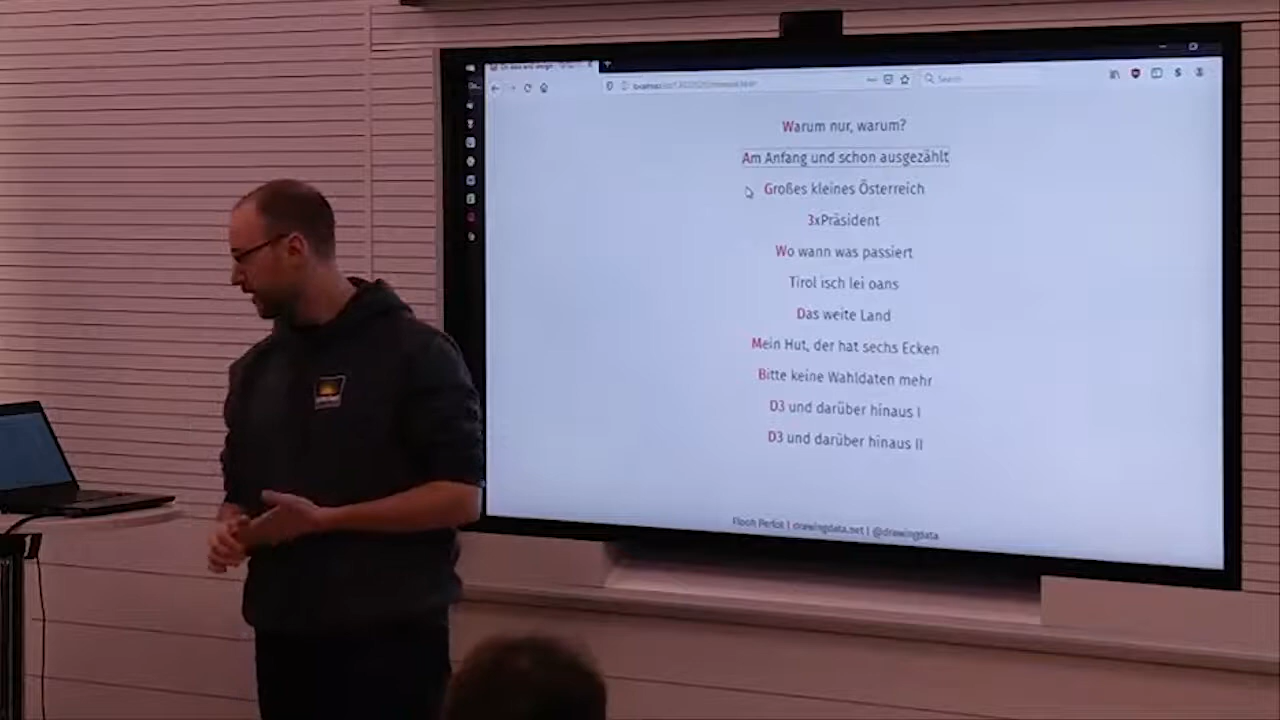 Search
Warum nur, warum?
Am Anfang und schon ausgezählt
Großes kleines Österreich
3xPräsident
Wo wann was passiert
Tirol isch lei oans
Das weite Land
Mein Hut, der hat sechs Ecken
Bitte keine Wahldaten mehr
D3 und darüber hinaus I
D3 und darüber hinaus II
| drawingdata.net | @drawingdata